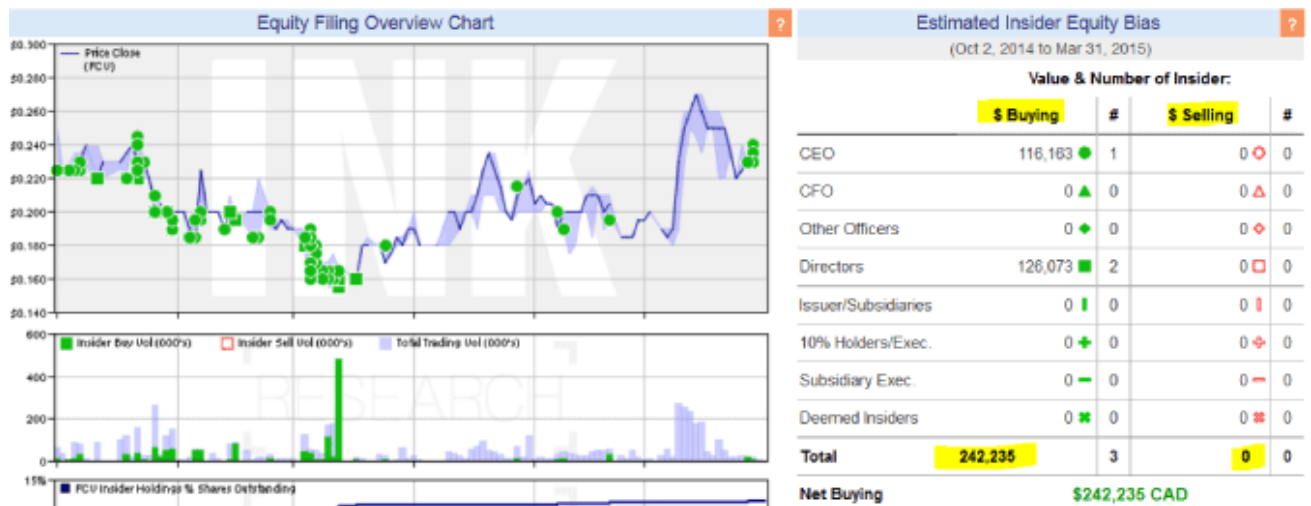 Equity Filing Overview Chart ?
$0.300
$0.280
$0.260
$0.240
$0.220
$0.200
$0.180
$0.160
$0.140
Price Close
(FCU)
INK
600
400
200
0
Insider Buy Vol (000's) Insider Sell Vol (000's) Total Trading Vol (000's)
RESEARCH
15%
FCU Insider Holdings % Shares Outstanding
Estimated Insider Equity Bias ?
(Oct 2, 2014 to Mar 31, 2015)
Value & Number of Insider:
$ Buying # $ Selling #
CEO 116,163 1 0 0
CFO 0 0 0 0
Other Officers 0 0 0 0
Directors 126,073 2 0 0
Issuer/Subsidiaries 0 0 0 0
10% Holders/Exec. 0 0 0 0
Subsidiary Exec. 0 0 0 0
Deemed Insiders 0 0 0 0
Total 242,235 3 0 0
Net Buying $242,235 CAD